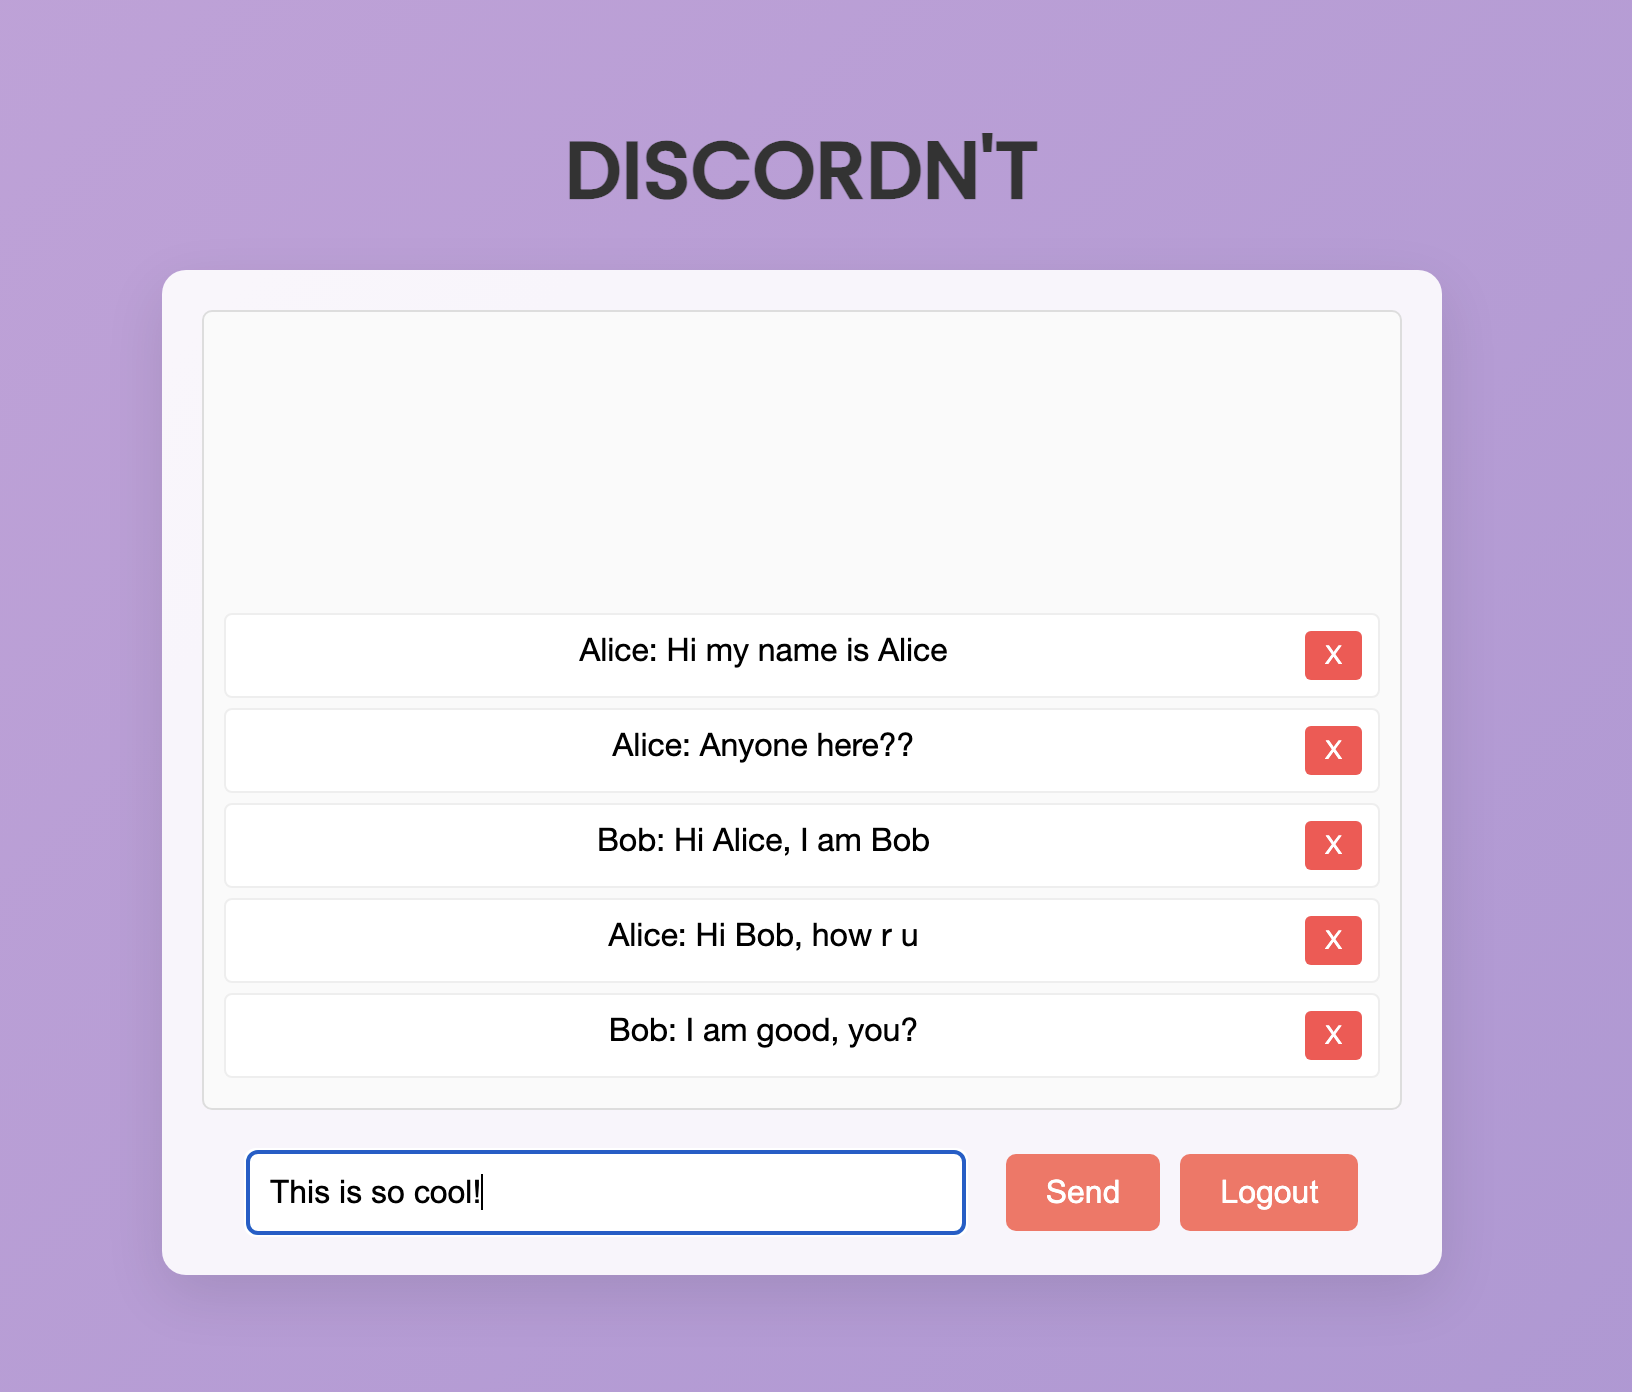 DISCORDN'T
Alice: Hi my name is Alice
X
Alice: Anyone here??
X
Bob: Hi Alice, I am Bob
X
Alice: Hi Bob, how r u
X
Bob: I am good, you?
X
This is so cool!
Send
Logout